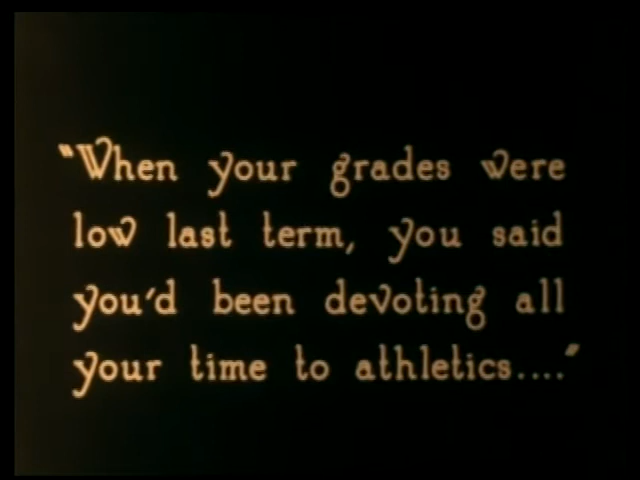 "When your grades were
low last term, you said
you'd been devoting all
your time to athletics...."